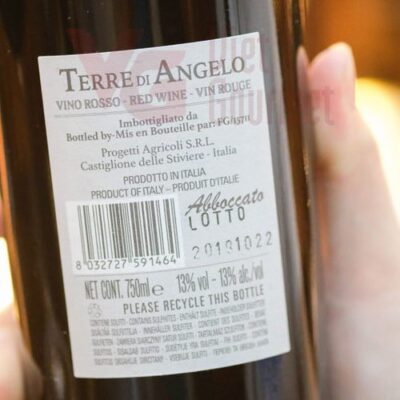 TERRE DI ANGELO
VINO ROSSO - RED WINE - VIN ROUGE
Imbottigliato da
Bottled by-Mis en Bouteille par: FG/15711
Progetti Agricoli S.R.L.
Castiglione delle Stiviere - Italia
PRODOTTO IN ITALIA
PRODUCT OF ITALY – PRODUIT D'ITALIE
Abboccato
LOTTO
20191022
8 032727 591464
NET CONT. 750ml e 13% vol - 13% alc./vol
PLEASE RECYCLE THIS BOTTLE
CONTIENE SOLFITI - CONTAINS SULPHITES - ENTHÄLT SULFITE